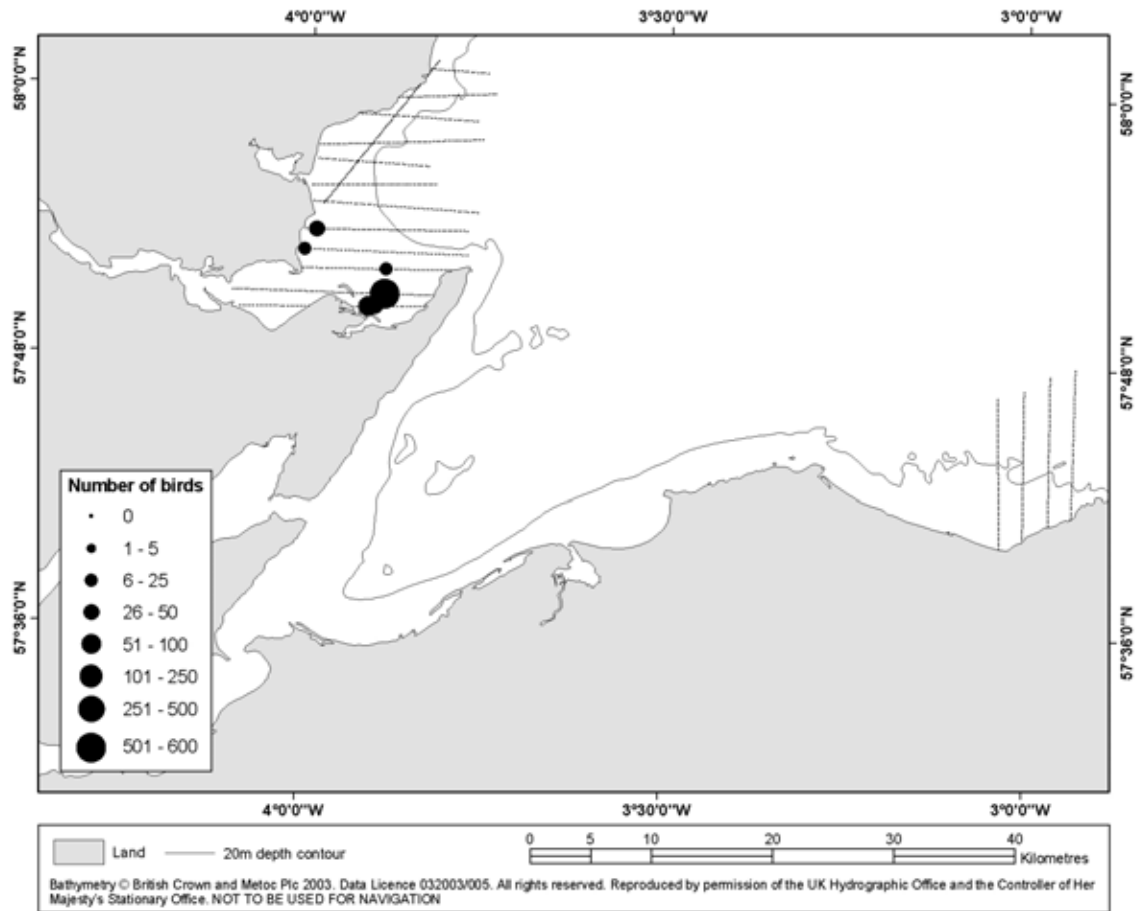 4°0'0"W 3°30'0"W 3°0'0"W
58°0'0"N
58°0'0"N
57°48'0"N
57°48'0"N
Number of birds
0
1 - 5
6 - 25
26 - 50
51 - 100
101 - 250
251 - 500
501 - 600
57°36'0"N
57°36'0"N
4°0'0"W 3°30'0"W 3°0'0"W
Land 20m depth contour
0 5 10 20 30 40
Kilometres
Bathymetry © British Crown and Metoc Plc 2003. Data Licence 032003/005. All rights reserved. Reproduced by permission of the UK Hydrographic Office and the Controller of Her
Majesty's Stationary Office. NOT TO BE USED FOR NAVIGATION